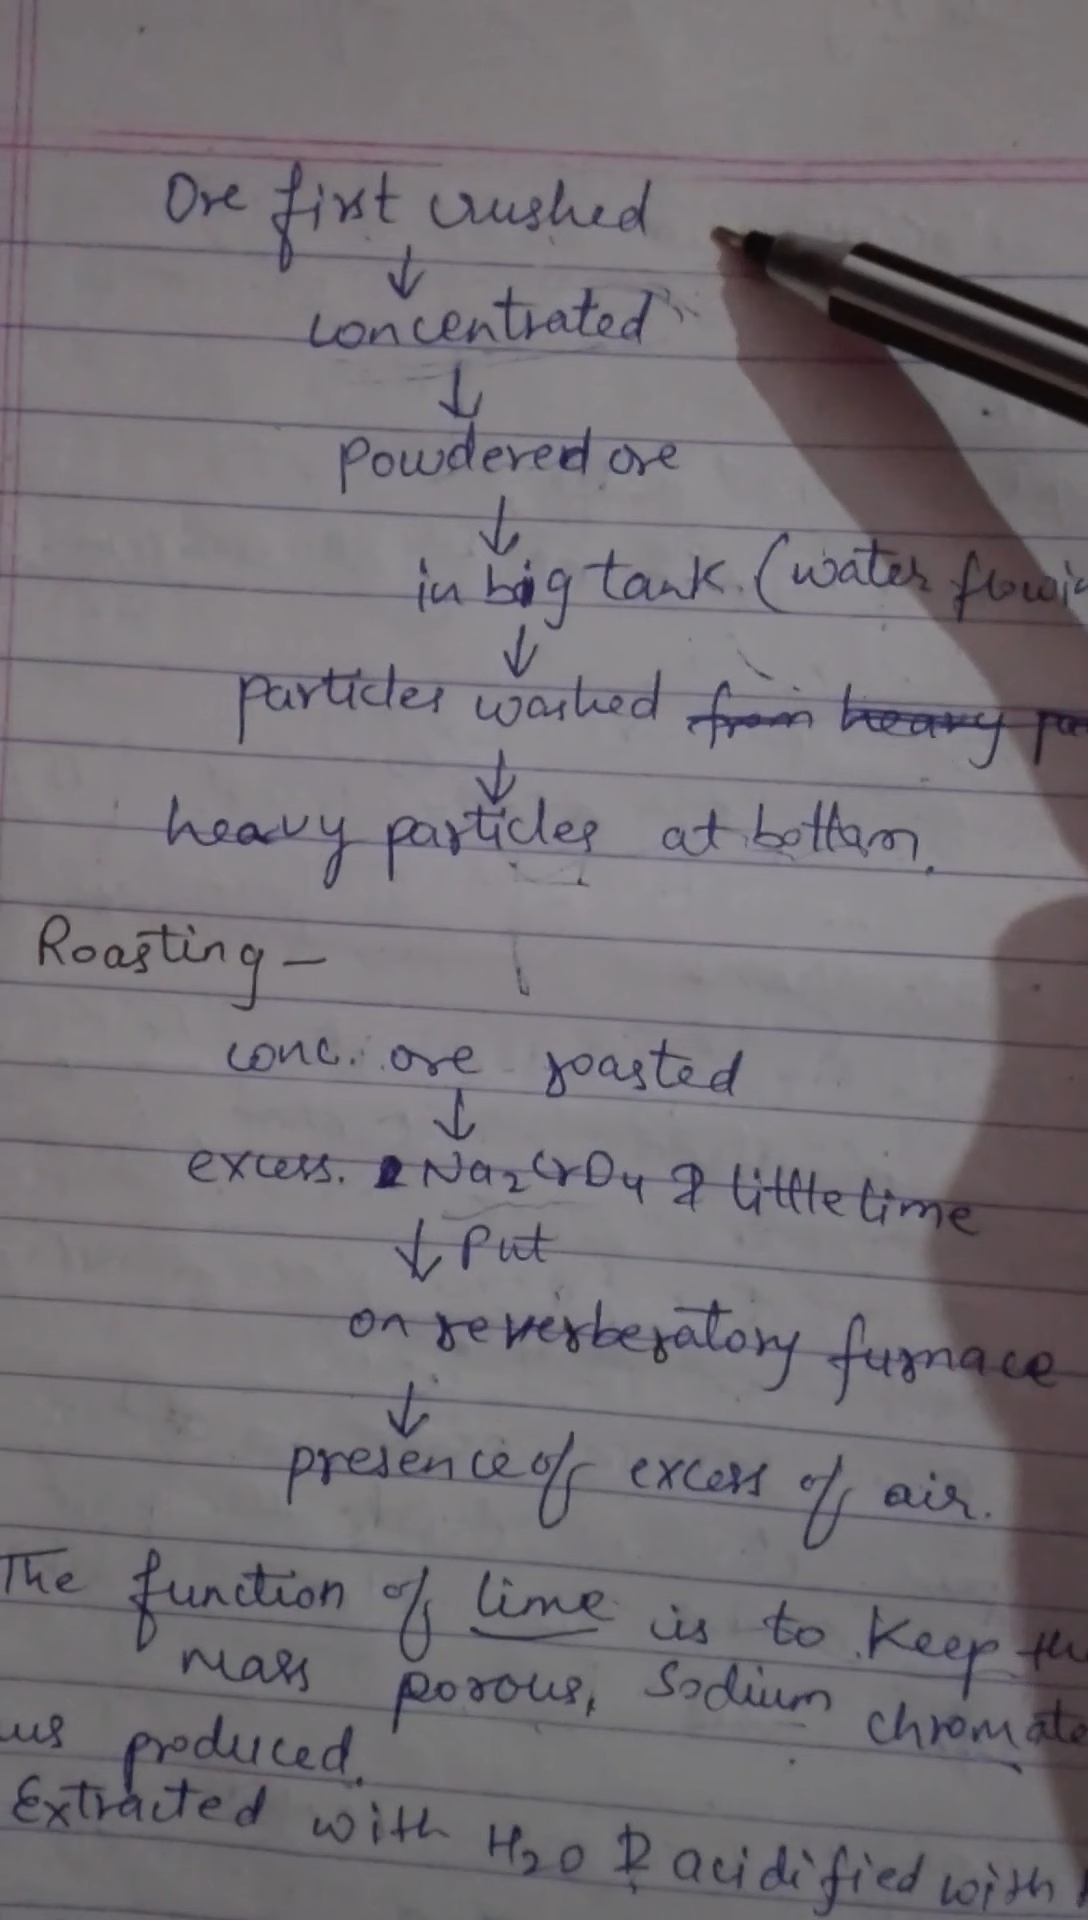 Ore first crushed
↓
concentrated
↓
powdered ore
↓
in big tank. (water
↓
particles washed from heavy
↓
heavy particles at bottam.
Roasting –
conc. ore roasted
↓
excess. Na2CrO4 & little lime
↓ Put
on reverberatory furnace
↓
presence of excess of air.
The function of lime is to keep
mass porous, Sodium chromate
produced.
Extracted with H2O & acidified with